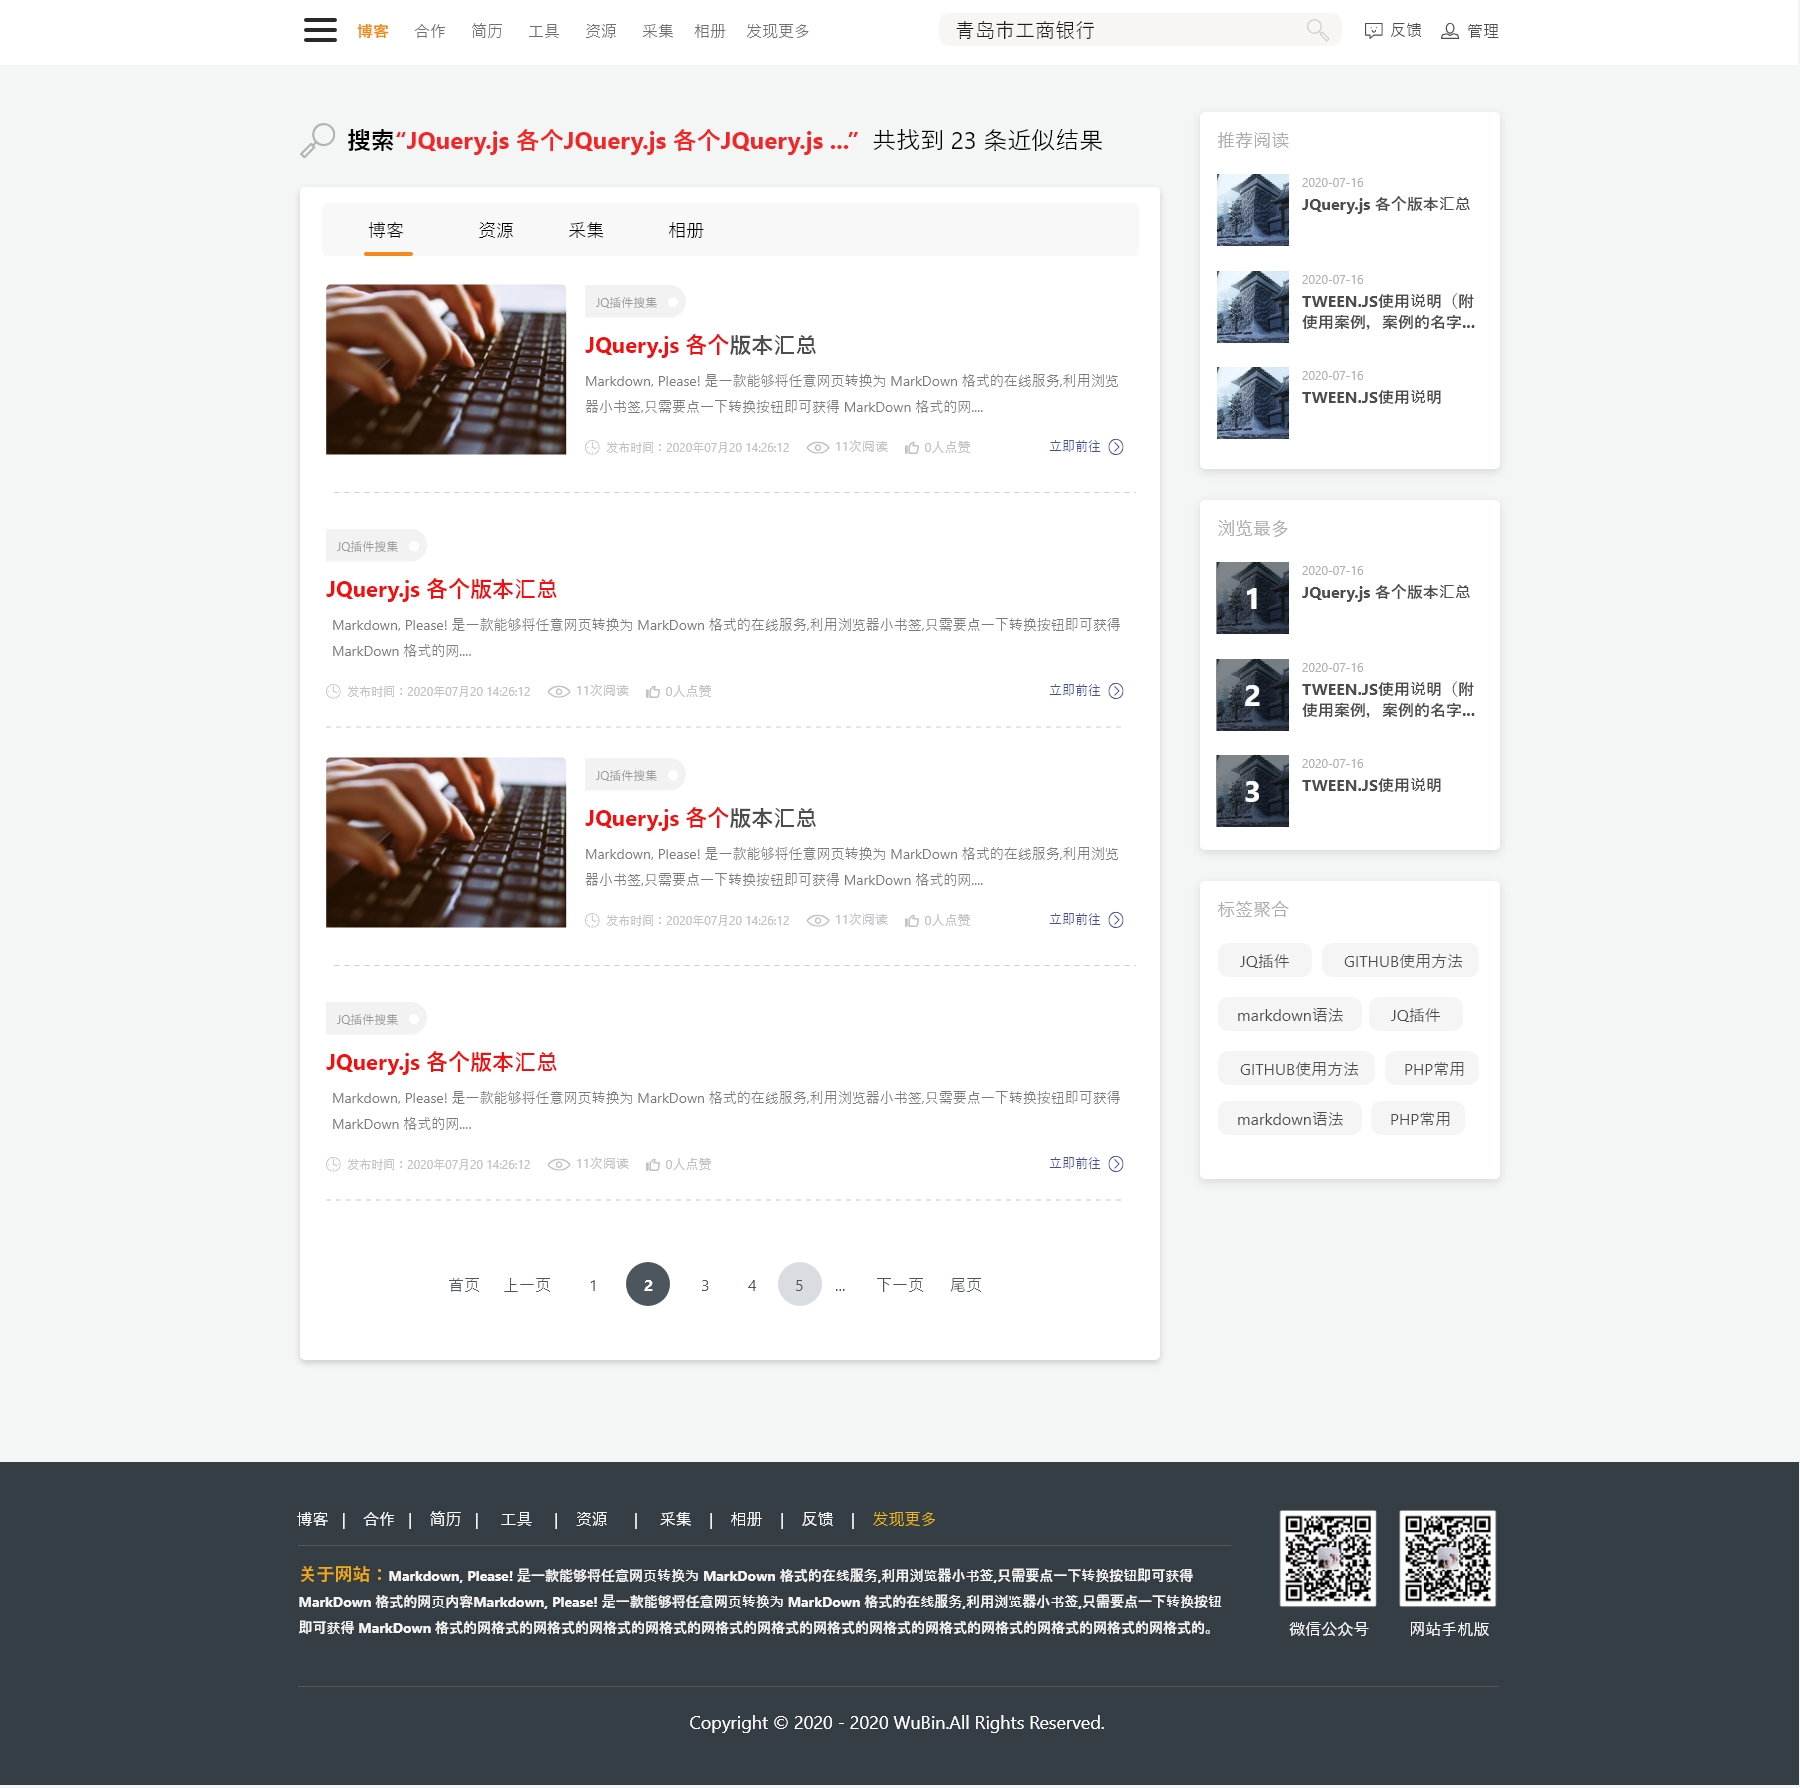 博客 合作 简历 工具 资源 采集 相册 发现更多 青岛市工商银行 反馈 管理
搜索“JQuery.js 各个JQuery.js 各个JQuery.js ...” 共找到 23 条近似结果
博客 资源 采集 相册
JQ插件搜集
JQuery.js 各个版本汇总
Markdown, Please! 是一款能够将任意网页转换为 MarkDown 格式的在线服务,利用浏览
器小书签,只需要点一下转换按钮即可获得 MarkDown 格式的网....
发布时间：2020年07月20 14:26:12 11次阅读 0人点赞 立即前往
JQ插件搜集
JQuery.js 各个版本汇总
Markdown, Please! 是一款能够将任意网页转换为 MarkDown 格式的在线服务,利用浏览器小书签,只需要点一下转换按钮即可获得
MarkDown 格式的网....
发布时间：2020年07月20 14:26:12 11次阅读 0人点赞 立即前往
JQ插件搜集
JQuery.js 各个版本汇总
Markdown, Please! 是一款能够将任意网页转换为 MarkDown 格式的在线服务,利用浏览
器小书签,只需要点一下转换按钮即可获得 MarkDown 格式的网....
发布时间：2020年07月20 14:26:12 11次阅读 0人点赞 立即前往
JQ插件搜集
JQuery.js 各个版本汇总
Markdown, Please! 是一款能够将任意网页转换为 MarkDown 格式的在线服务,利用浏览器小书签,只需要点一下转换按钮即可获得
MarkDown 格式的网....
发布时间：2020年07月20 14:26:12 11次阅读 0人点赞 立即前往
首页 上一页 1 2 3 4 5 ... 下一页 尾页
推荐阅读
2020-07-16
JQuery.js 各个版本汇总
2020-07-16
TWEEN.JS使用说明（附
使用案例，案例的名字...
2020-07-16
TWEEN.JS使用说明
浏览最多
2020-07-16
1 JQuery.js 各个版本汇总
2020-07-16
2 TWEEN.JS使用说明（附
使用案例，案例的名字...
2020-07-16
3 TWEEN.JS使用说明
标签聚合
JQ插件 GITHUB使用方法
markdown语法 JQ插件
GITHUB使用方法 PHP常用
markdown语法 PHP常用
博客 | 合作 | 简历 | 工具 | 资源 | 采集 | 相册 | 反馈 | 发现更多
关于网站：Markdown, Please! 是一款能够将任意网页转换为 MarkDown 格式的在线服务,利用浏览器小书签,只需要点一下转换按钮即可获得
MarkDown 格式的网页内容Markdown, Please! 是一款能够将任意网页转换为 MarkDown 格式的在线服务,利用浏览器小书签,只需要点一下转换按钮
即可获得 MarkDown 格式的网格式的网格式的网格式的网格式的网格式的网格式的网格式的网格式的网格式的网格式的网格式的网格式的网格式的。
微信公众号 网站手机版
Copyright © 2020 - 2020 WuBin.All Rights Reserved.